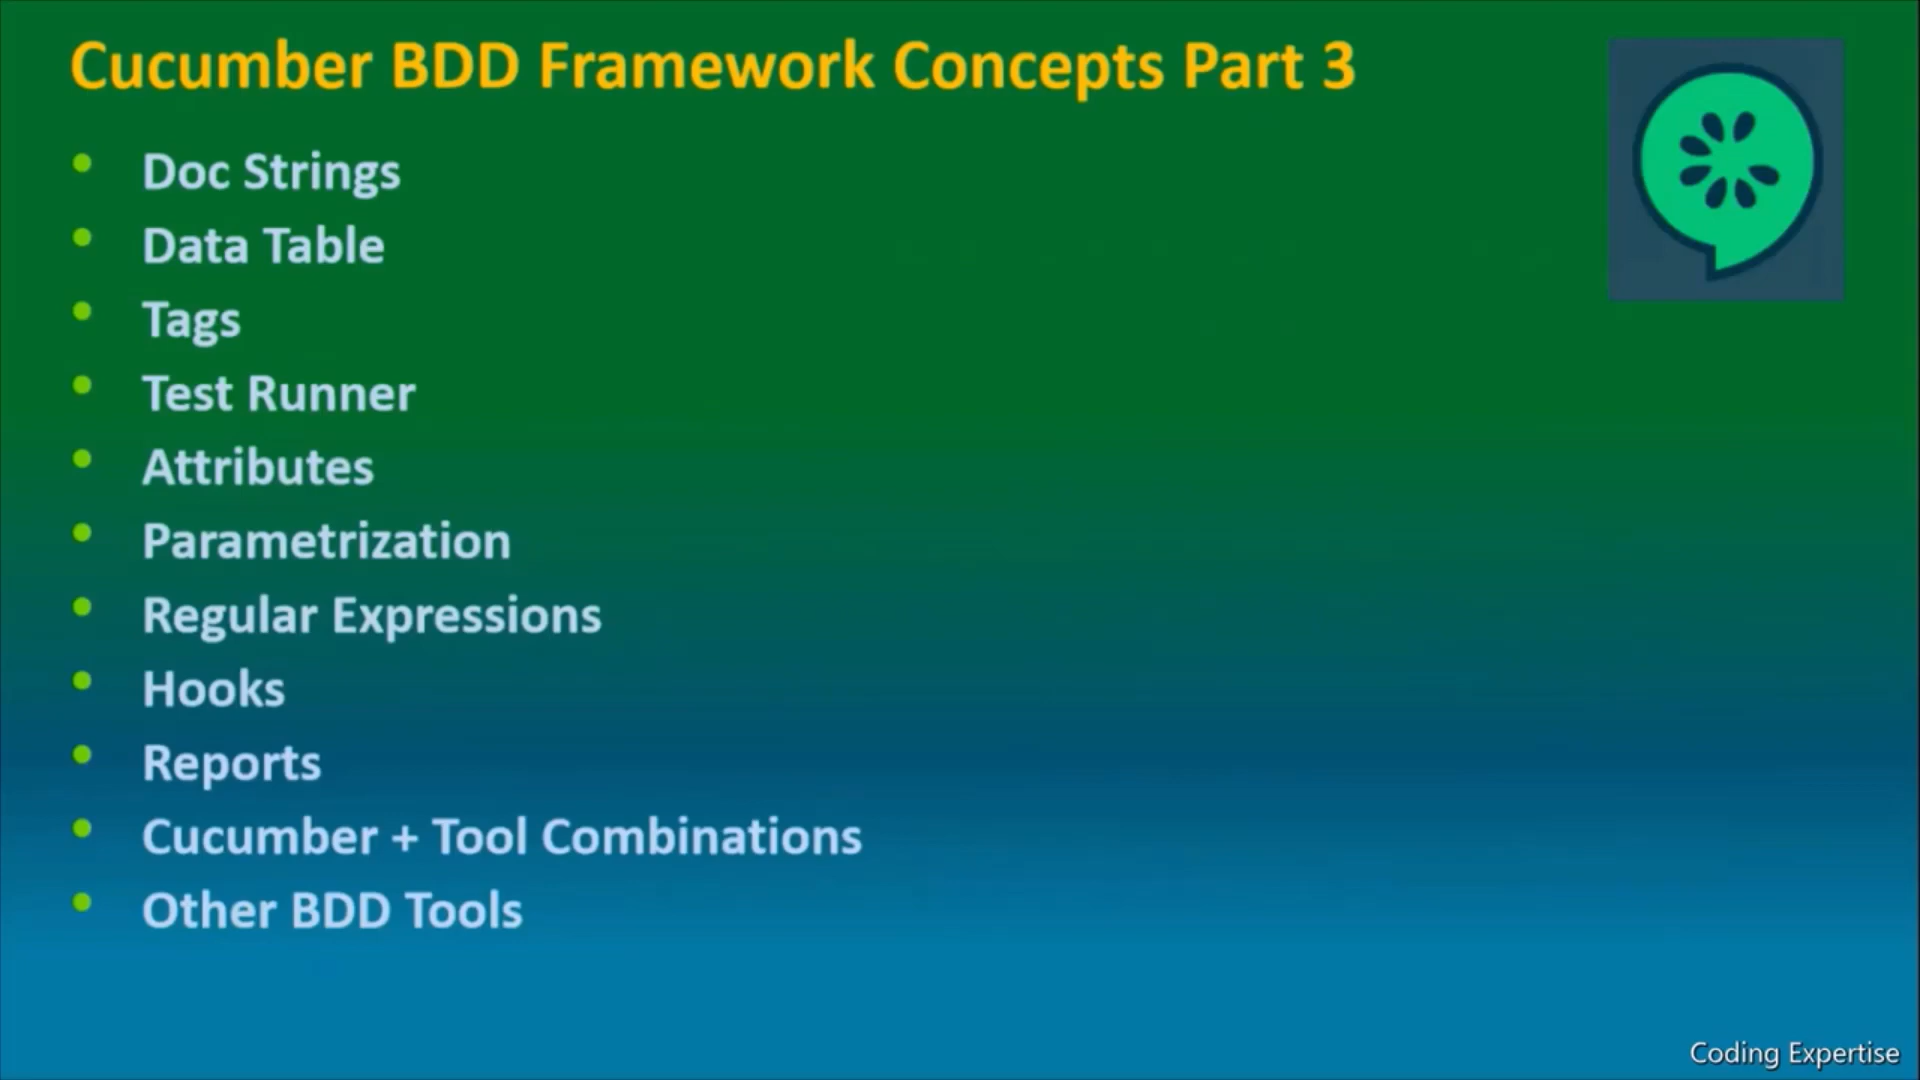 Cucumber BDD Framework Concepts Part 3
Doc Strings
Data Table
Tags
Test Runner
Attributes
Parametrization
Regular Expressions
Hooks
Reports
Cucumber + Tool Combinations
Other BDD Tools
Coding Expertise